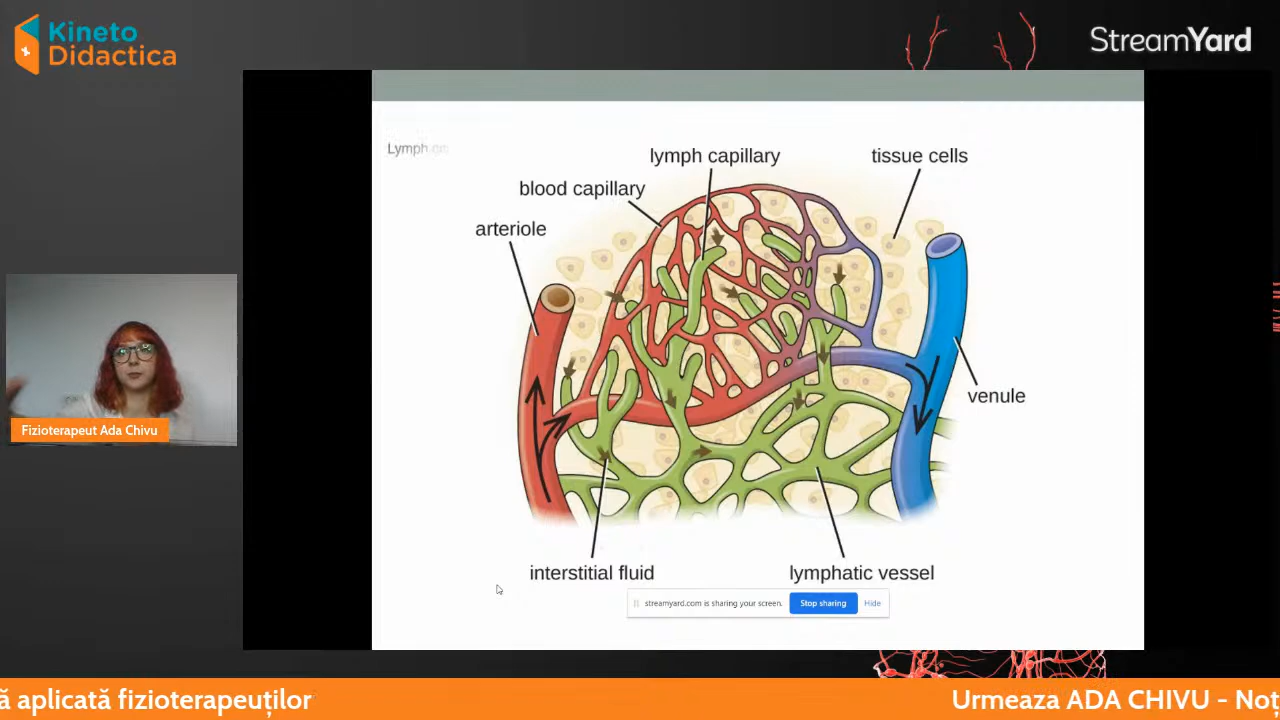 Kineto
Didactica
StreamYard
Lymph
lymph capillary
tissue cells
blood capillary
arteriole
venule
Fizioterapeut Ada Chivu
interstitial fluid
lymphatic vessel
streamyard.com is sharing your screen.
Stop sharing
Hide
ă aplicată fizioterapeuților
Urmeaza ADA CHIVU - Noț